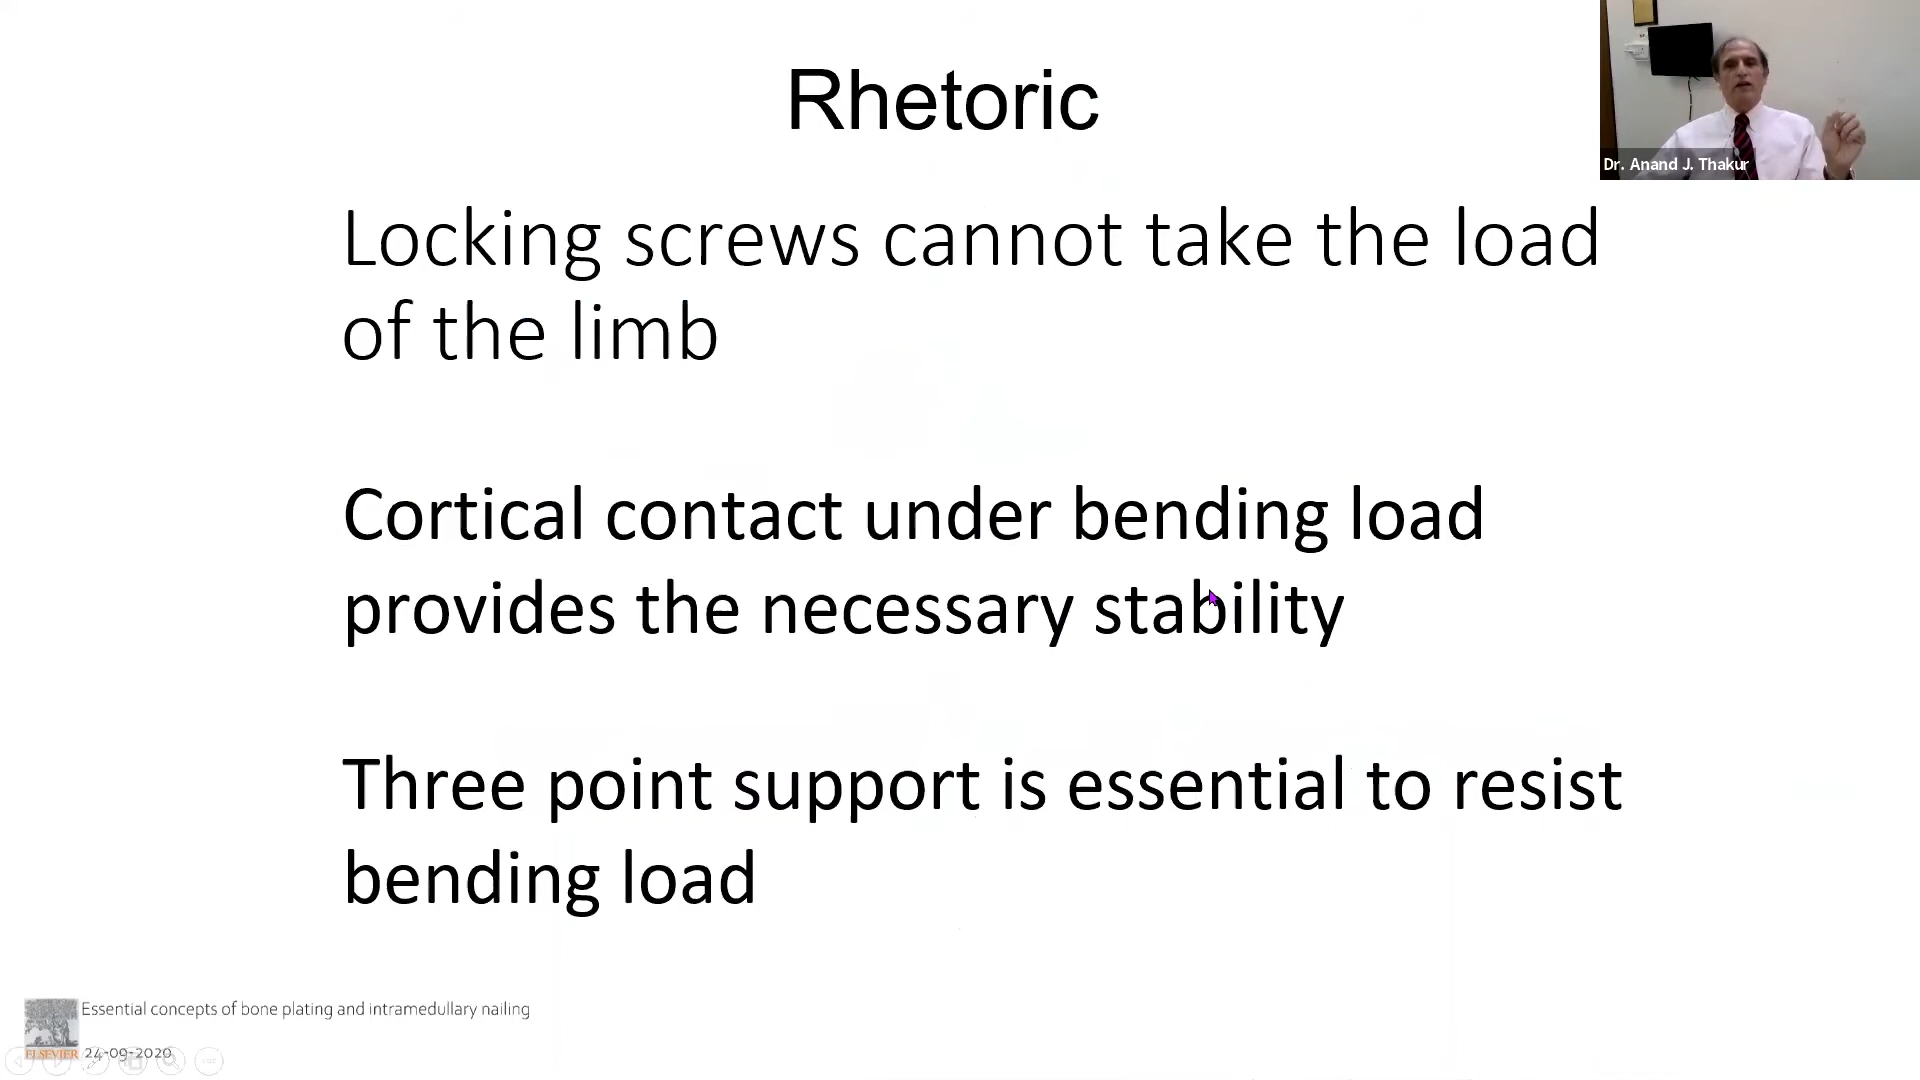 Rhetoric
Dr. Anand J. Thakur
Locking screws cannot take the load
of the limb
Cortical contact under bending load
provides the necessary stability
Three point support is essential to resist
bending load
Essential concepts of bone plating and intramedullary nailing
ELSEVIER
24-09-2020